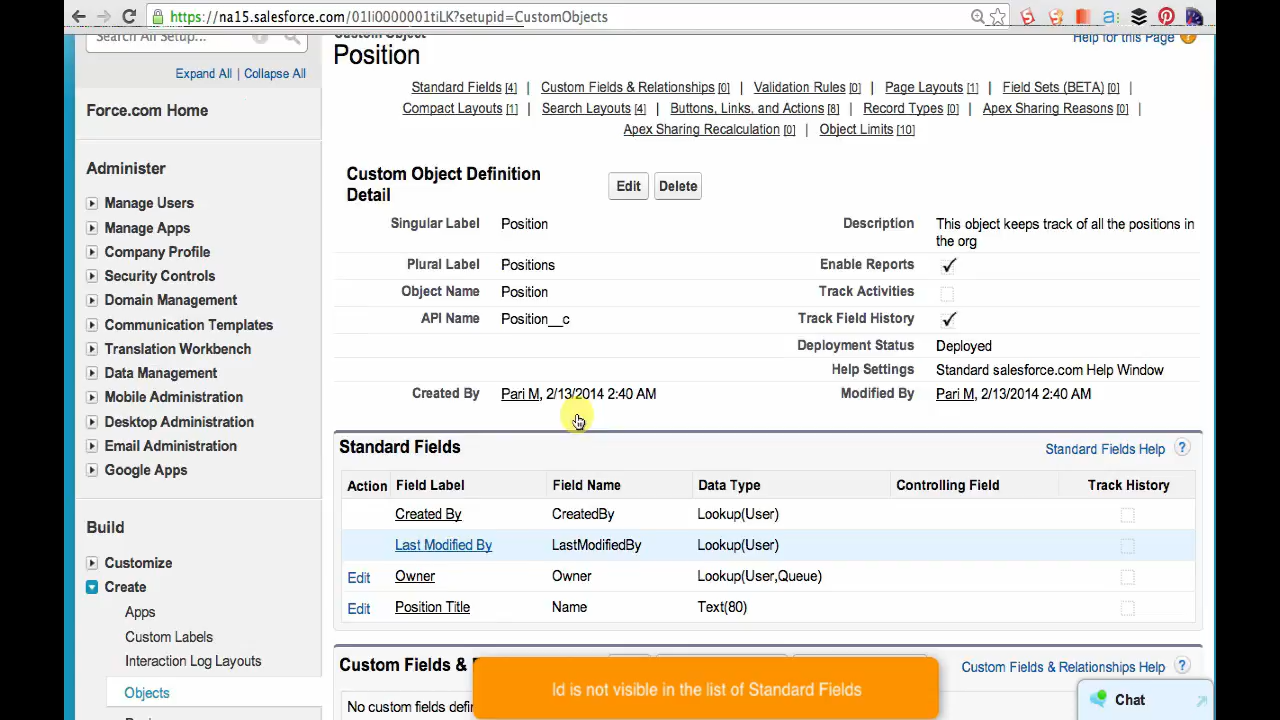 https://na15.salesforce.com/01Ii0000001tiLK?setupid=CustomObjects
Search All Setup...
Expand All | Collapse All
Force.com Home
Administer
Manage Users
Manage Apps
Company Profile
Security Controls
Domain Management
Communication Templates
Translation Workbench
Data Management
Mobile Administration
Desktop Administration
Email Administration
Google Apps
Build
Customize
Create
Apps
Custom Labels
Interaction Log Layouts
Objects
Custom Object
Position
Help for this Page
Standard Fields [4] | Custom Fields & Relationships [0] | Validation Rules [0] | Page Layouts [1] | Field Sets (BETA) [0] |
Compact Layouts [1] | Search Layouts [4] | Buttons, Links, and Actions [8] | Record Types [0] | Apex Sharing Reasons [0] |
Apex Sharing Recalculation [0] | Object Limits [10]
Custom Object Definition
Detail
Edit Delete
Singular Label Position Description This object keeps track of all the positions in
the org
Plural Label Positions Enable Reports
Object Name Position Track Activities
API Name Position__c Track Field History
Deployment Status Deployed
Help Settings Standard salesforce.com Help Window
Created By Pari M, 2/13/2014 2:40 AM Modified By Pari M, 2/13/2014 2:40 AM
Standard Fields Standard Fields Help ?
Action Field Label Field Name Data Type Controlling Field Track History
Created By CreatedBy Lookup(User)
Last Modified By LastModifiedBy Lookup(User)
Edit Owner Owner Lookup(User,Queue)
Edit Position Title Name Text(80)
Custom Fields & Custom Fields & Relationships Help ?
No custom fields
Id is not visible in the list of Standard Fields
Chat